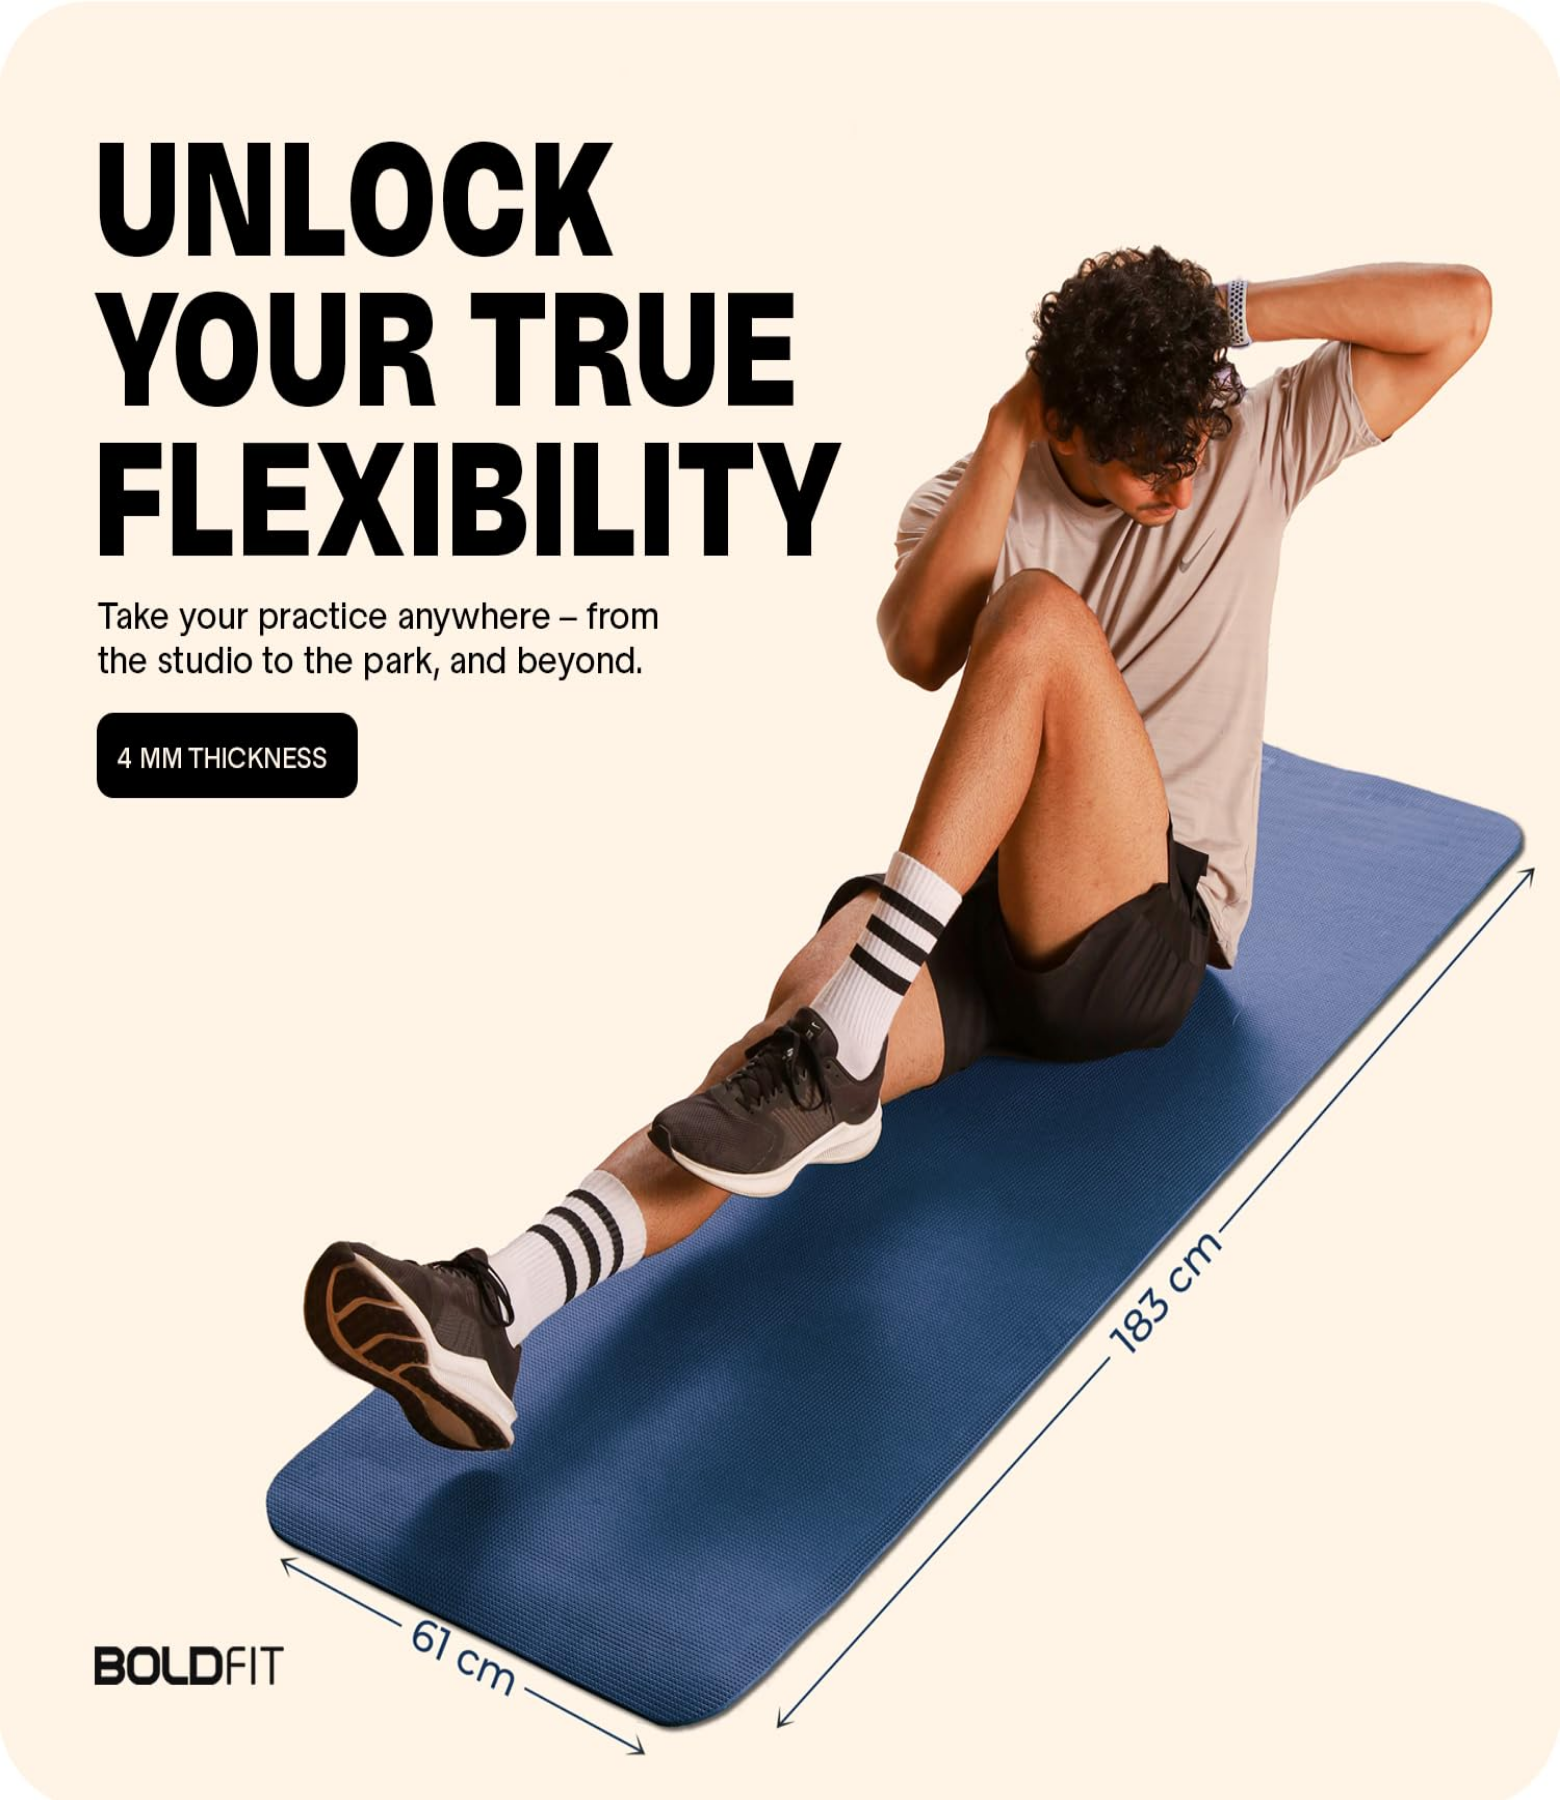 UNLOCK
YOUR TRUE
FLEXIBILITY
Take your practice anywhere – from
the studio to the park, and beyond.
4 MM THICKNESS
183 cm
61 cm
BOLDFIT